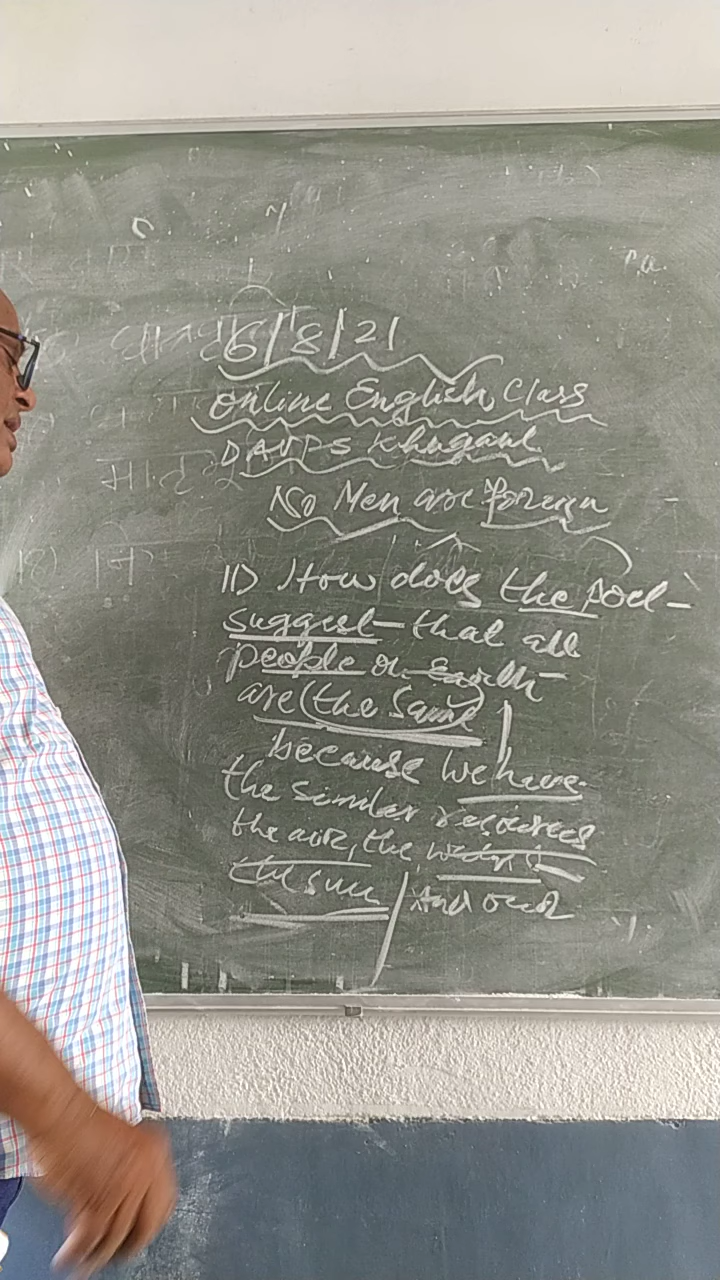 6/8/21
Online English Class
DAVPS Khagaul
No Men are Foreign
11) How does the Poet
suggest that all
people on Earth
are (the Same)
because we have
the similar resources
the air, the water,
the sun And our